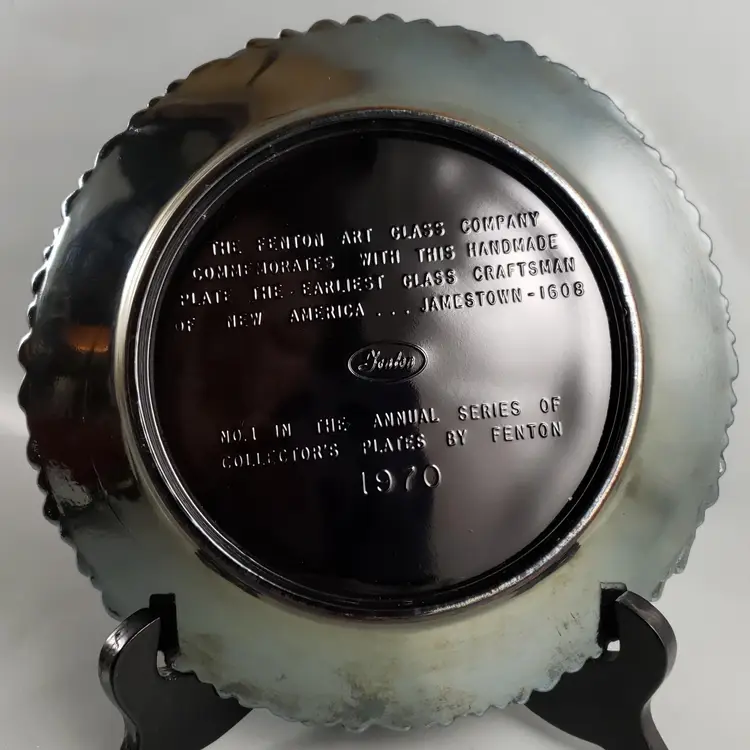 THE FENTON ART GLASS COMPANY
COMMEMORATES WITH THIS HANDMADE
PLATE THE EARLIEST GLASS CRAFTSMAN
OF NEW AMERICA ... JAMESTOWN-1608
Fenton
NO.1 IN THE ANNUAL SERIES OF
COLLECTOR'S PLATES BY FENTON
1970